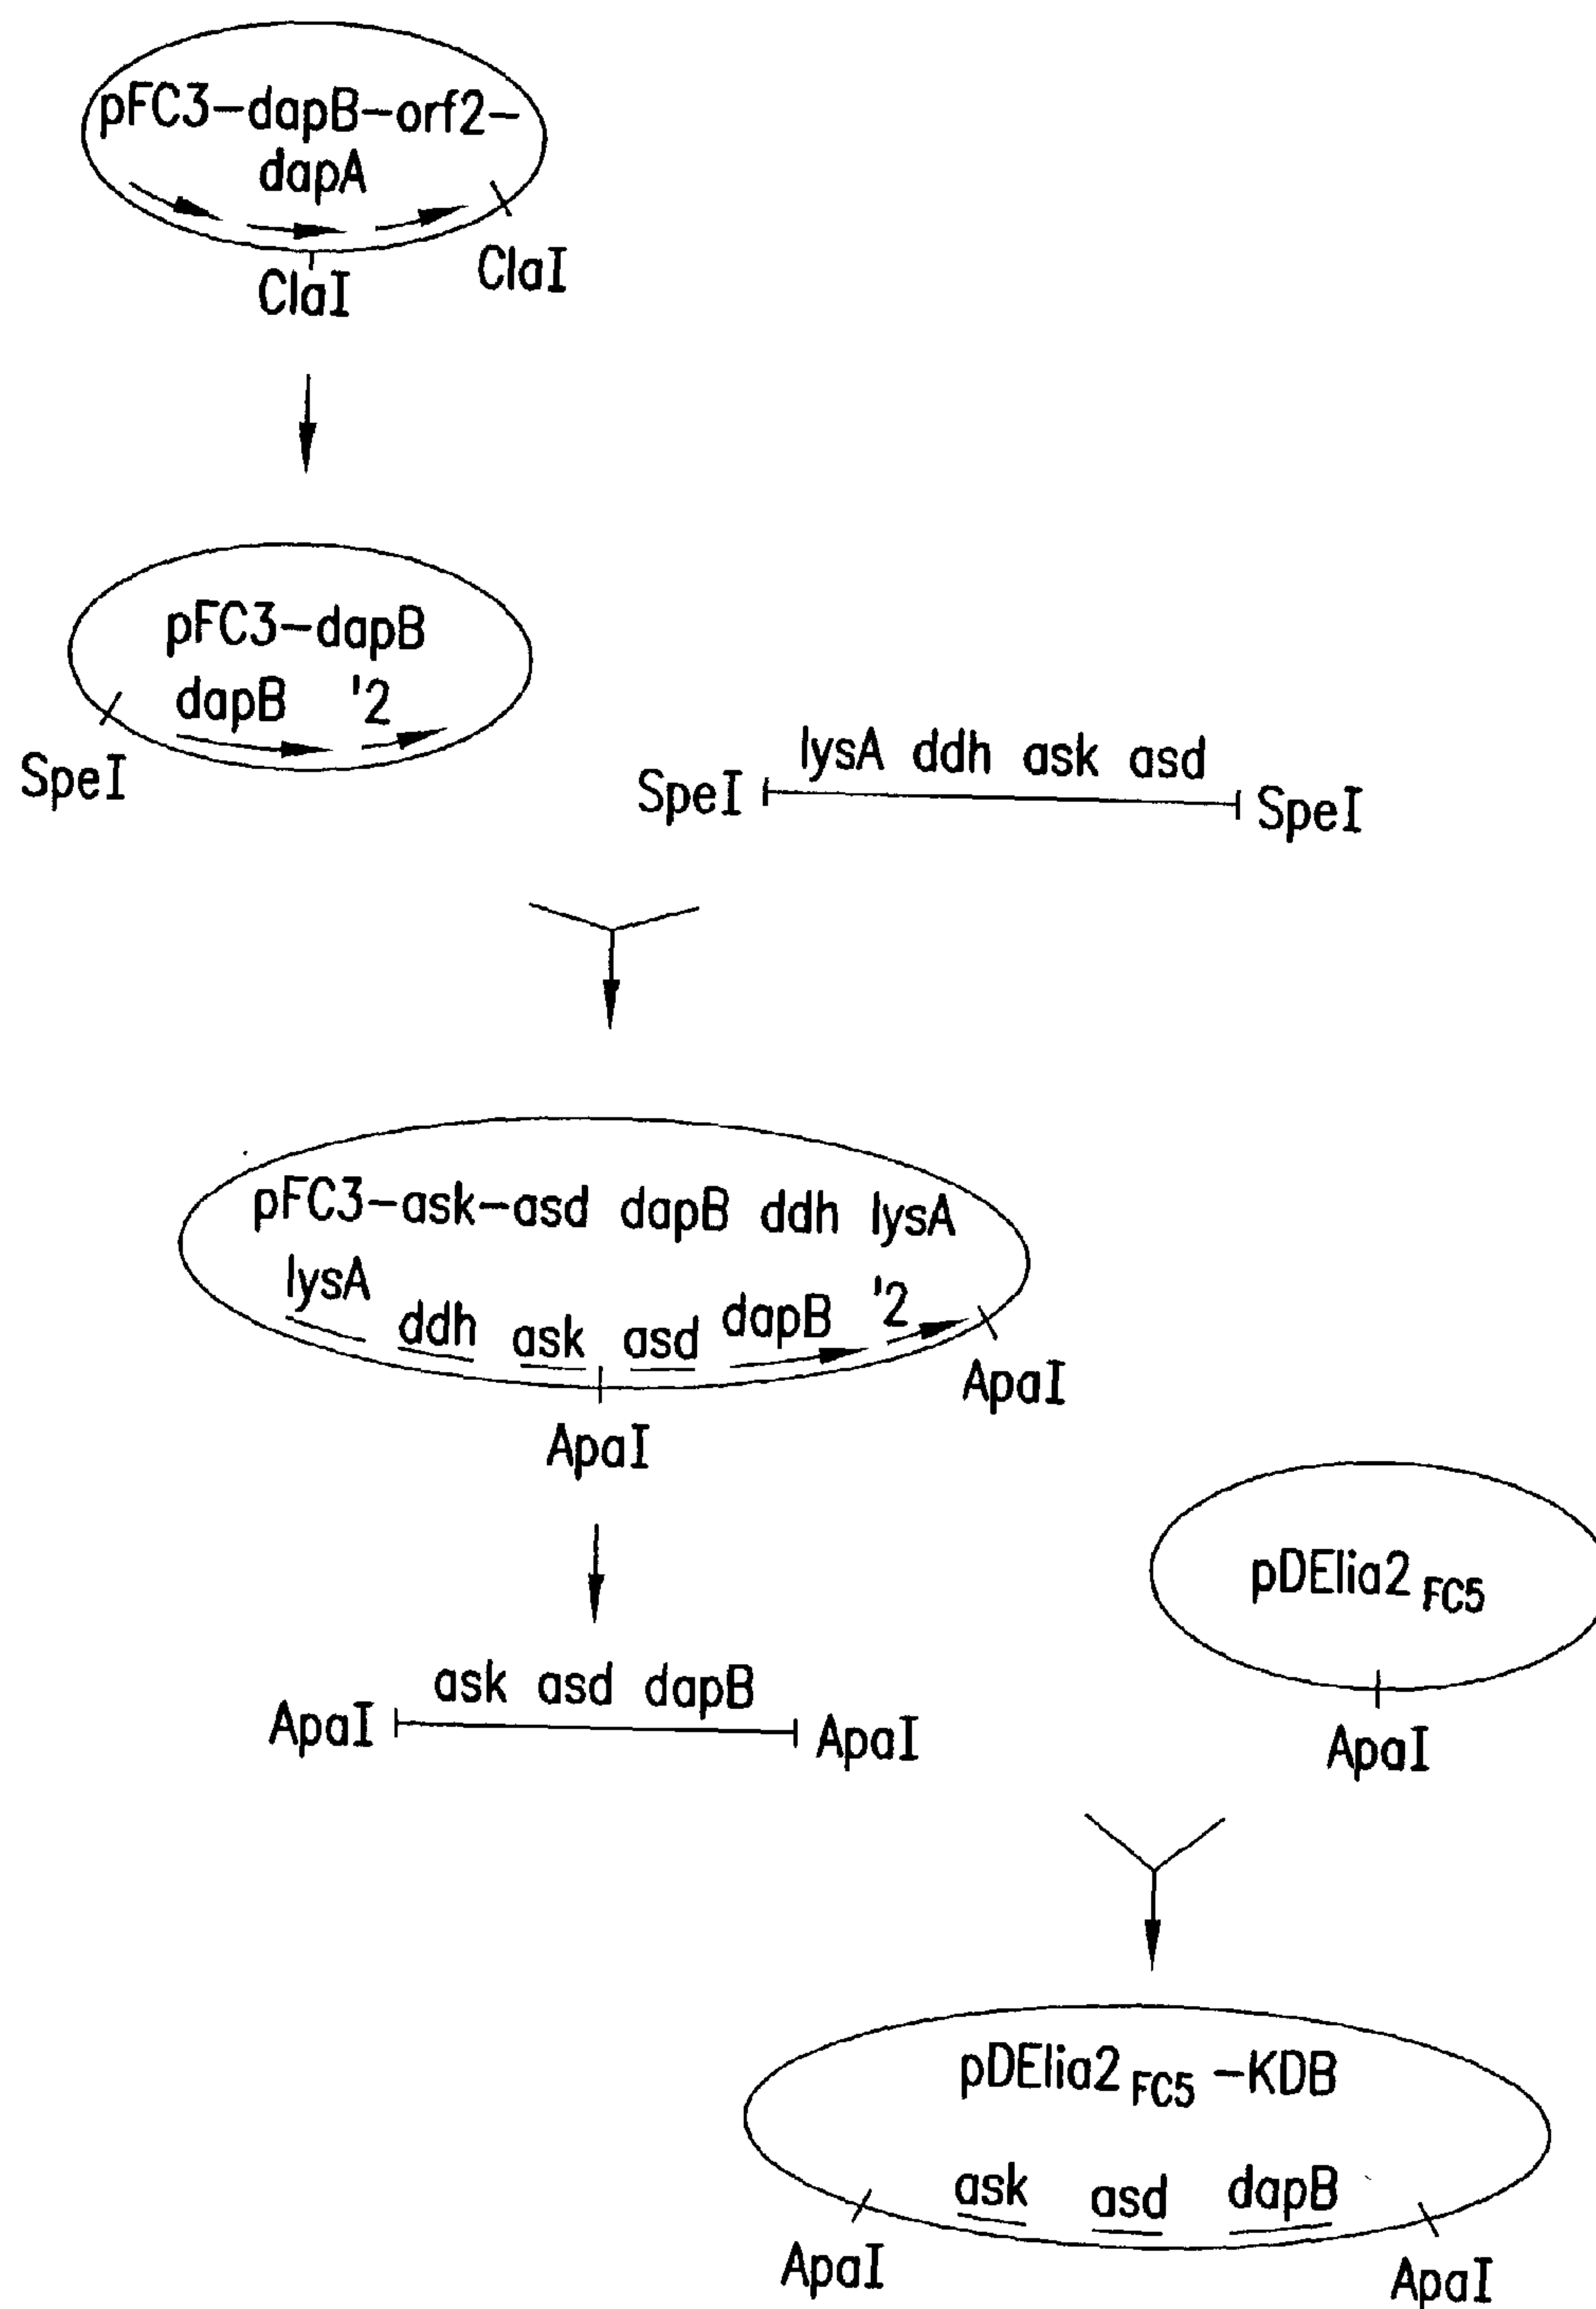 pFC3-dapB-orf2-
dapA
ClaI
ClaI
pFC3-dapB
dapB '2
SpeI
lysA ddh ask asd
SpeI
SpeI
pFC3-ask-asd dapB ddh lysA
lysA
ddh
ask
asd
dapB
'2
ApaI
ApaI
pDElia2 FC5
ApaI
ask asd dapB
ApaI
ApaI
pDElia2 FC5 -KDB
ask
asd
dapB
ApaI
ApaI